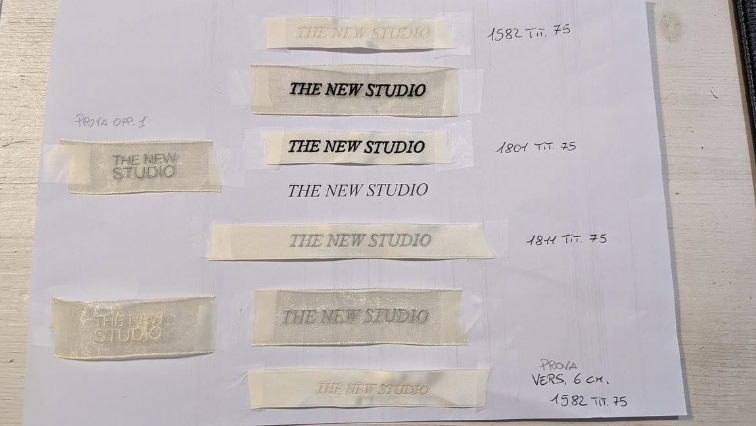 THE NEW STUDIO
1582 TIT. 75
THE NEW STUDIO
PROVA OPP. 1
THE NEW STUDIO
1801 TIT. 75
THE NEW
STUDIO
THE NEW STUDIO
THE NEW STUDIO
1811 TIT. 75
THE NEW
STUDIO
THE NEW STUDIO
THE NEW STUDIO
PROVA
VERS. 6 CM.
1582 TIT. 75